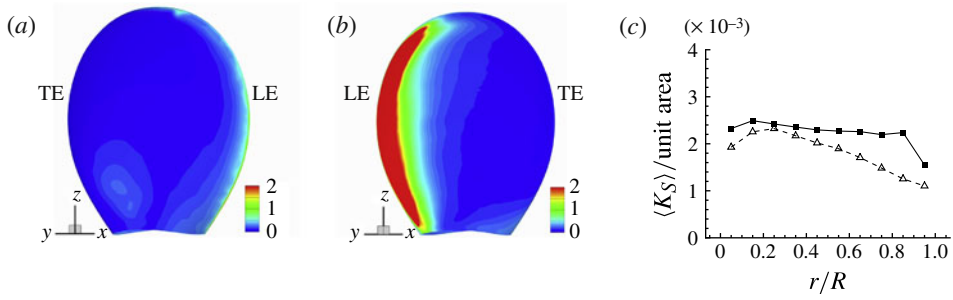 (a)
TE
LE
2
1
0
z
y
x
(b)
LE
TE
2
1
0
z
y
x
(c)
(× 10⁻³)
4
3
2
1
0
⟨K_S⟩/unit area
0 0.2 0.4 0.6 0.8 1.0
r/R